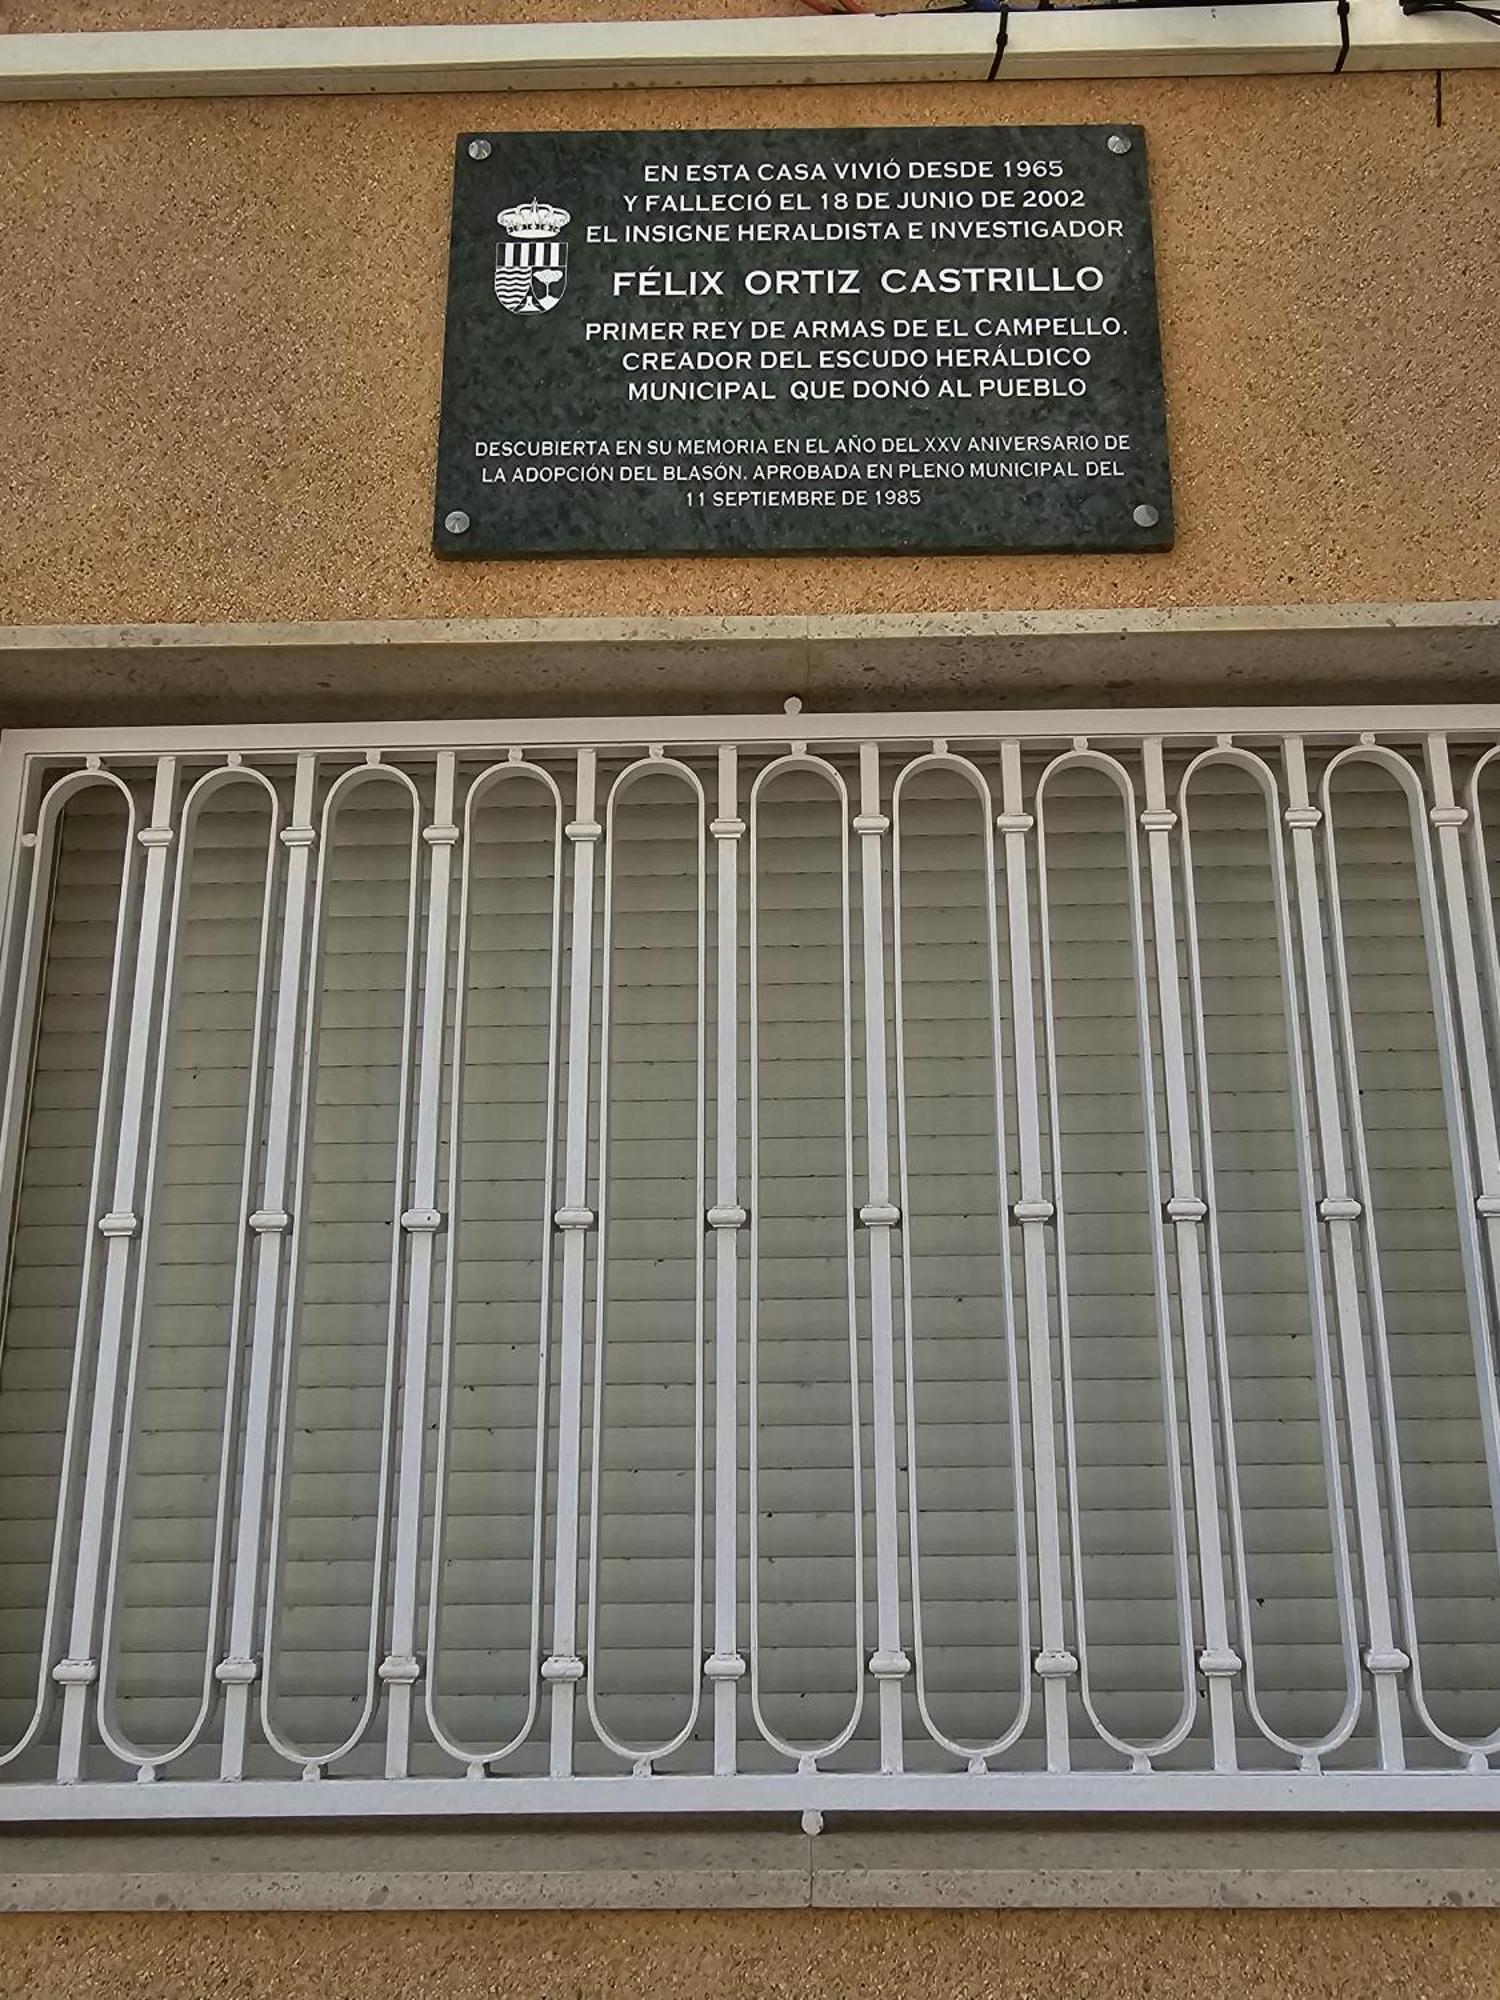 EN ESTA CASA VIVIÓ DESDE 1965
Y FALLECIÓ EL 18 DE JUNIO DE 2002
EL INSIGNE HERALDISTA E INVESTIGADOR
FÉLIX ORTIZ CASTRILLO
PRIMER REY DE ARMAS DE EL CAMPELLO.
CREADOR DEL ESCUDO HERÁLDICO
MUNICIPAL QUE DONÓ AL PUEBLO
DESCUBIERTA EN SU MEMORIA EN EL AÑO DEL XXV ANIVERSARIO DE
LA ADOPCIÓN DEL BLASÓN. APROBADA EN PLENO MUNICIPAL DEL
11 SEPTIEMBRE DE 1985